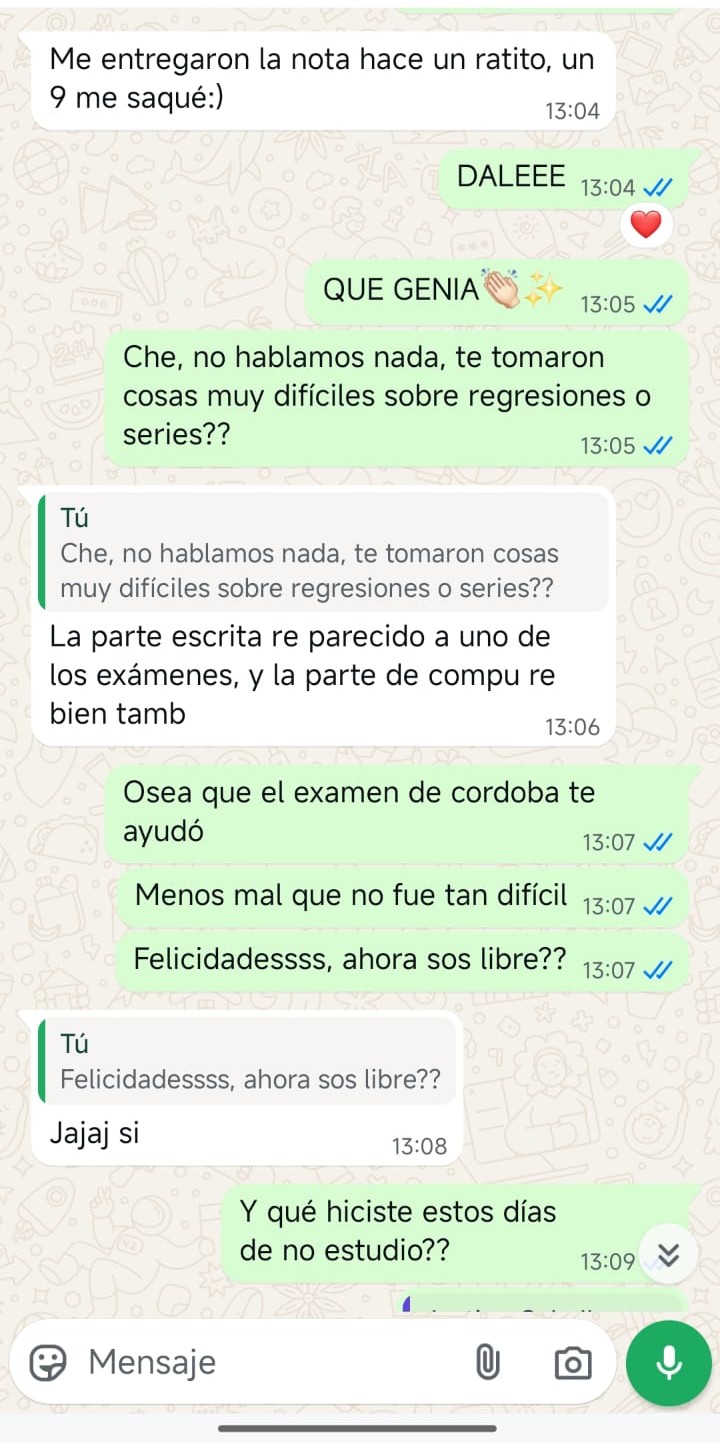 Me entregaron la nota hace un ratito, un
9 me saqué:)
13:04
DALEEE 13:04
QUE GENIA👏🏻✨ 13:05
Che, no hablamos nada, te tomaron
cosas muy difíciles sobre regresiones o
series??
13:05
Tú
Che, no hablamos nada, te tomaron cosas
muy difíciles sobre regresiones o series??
La parte escrita re parecido a uno de
los exámenes, y la parte de compu re
bien tamb
13:06
Osea que el examen de cordoba te
ayudó
13:07
Menos mal que no fue tan difícil 13:07
Felicidadessss, ahora sos libre?? 13:07
Tú
Felicidadessss, ahora sos libre??
Jajaj si
13:08
Y qué hiciste estos días
de no estudio??
13:09
Mensaje